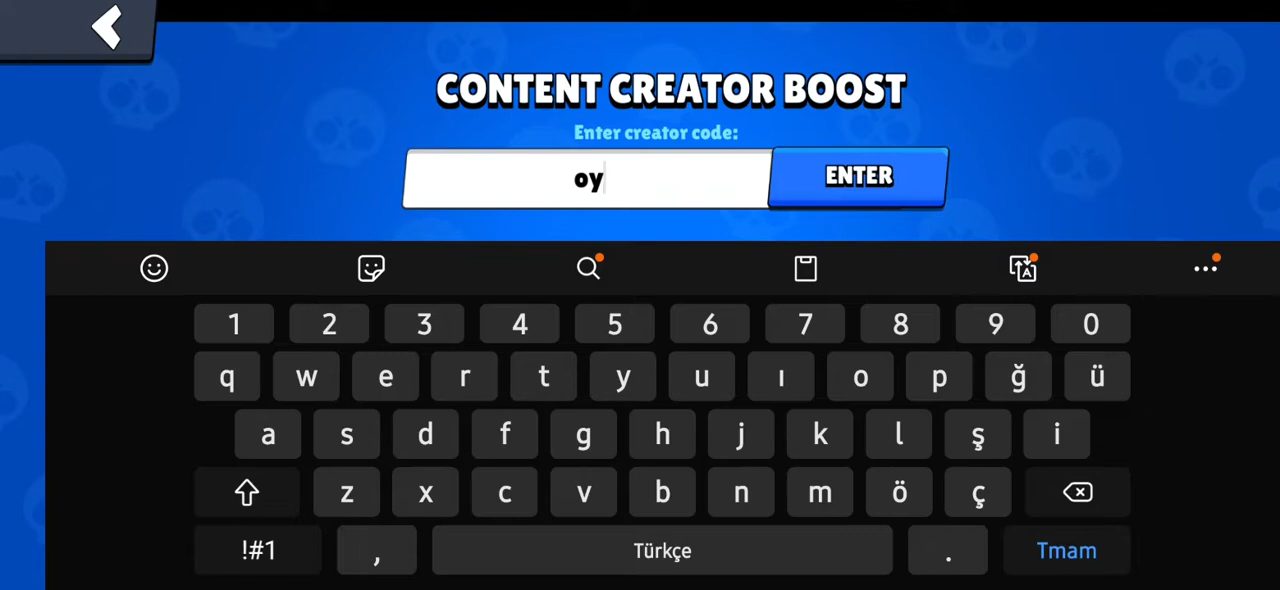 CONTENT CREATOR BOOST
Enter creator code:
oy
ENTER
1 2 3 4 5 6 7 8 9 0
q w e r t y u ı o p ğ ü
a s d f g h j k l ş i
z x c v b n m ö ç
!#1 , Türkçe . Tmam